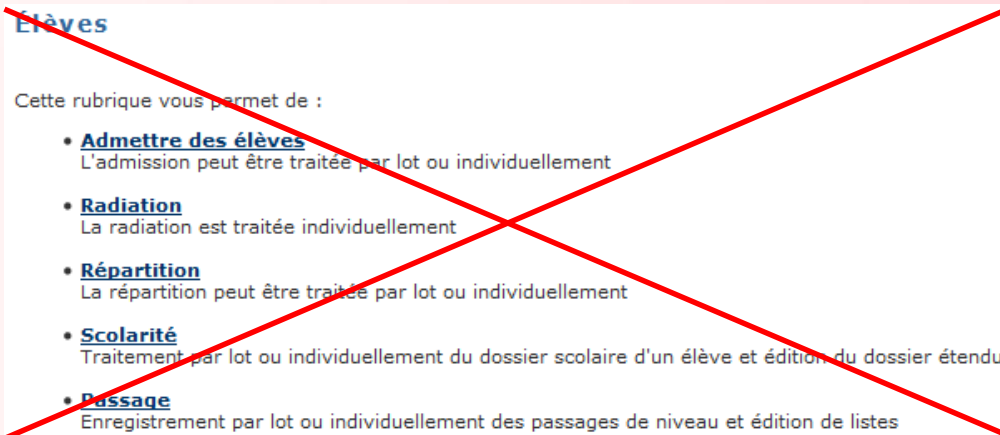 Élèves
Cette rubrique vous permet de :
• Admettre des élèves
L'admission peut être traitée par lot ou individuellement
• Radiation
La radiation est traitée individuellement
• Répartition
La répartition peut être traitée par lot ou individuellement
• Scolarité
Traitement par lot ou individuellement du dossier scolaire d'un élève et édition du dossier étendu
• Passage
Enregistrement par lot ou individuellement des passages de niveau et édition de listes